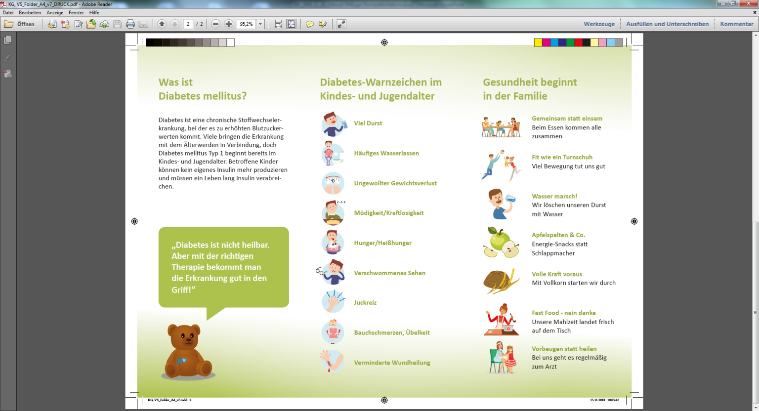 KG_VS_Folder_A4_v7_DRUCK.pdf - Adobe Reader
Datei Bearbeiten Anzeige Fenster Hilfe
Öffnen
2 / 2
95,2%
Werkzeuge
Ausfüllen und Unterschreiben
Kommentar
Was ist
Diabetes mellitus?
Diabetes ist eine chronische Stoffwechseler-
krankung, bei der es zu erhöhten Blutzucker-
werten kommt. Viele bringen die Erkrankung
mit dem Älterwerden in Verbindung, doch
Diabetes mellitus Typ 1 beginnt bereits im
Kindes- und Jugendalter. Betroffene Kinder
können kein eigenes Insulin mehr produzieren
und müssen ein Leben lang Insulin verabrei-
chen.
„Diabetes ist nicht heilbar.
Aber mit der richtigen
Therapie bekommt man
die Erkrankung gut in den
Griff!“
Diabetes-Warnzeichen im
Kindes- und Jugendalter
Viel Durst
Häufiges Wasserlassen
Ungewollter Gewichtsverlust
Müdigkeit/Kraftlosigkeit
Hunger/Heißhunger
Verschwommenes Sehen
Juckreiz
Bauchschmerzen, Übelkeit
Verminderte Wundheilung
Gesundheit beginnt
in der Familie
Gemeinsam statt einsam
Beim Essen kommen alle
zusammen
Fit wie ein Turnschuh
Viel Bewegung tut uns gut
Wasser marsch!
Wir löschen unseren Durst
mit Wasser
Apfelspalten & Co.
Energie-Snacks statt
Schlappmacher
Volle Kraft voraus
Mit Vollkorn starten wir durch
Fast Food - nein danke
Unsere Mahlzeit landet frisch
auf dem Tisch
Vorbeugen statt heilen
Bei uns geht es regelmäßig
zum Arzt